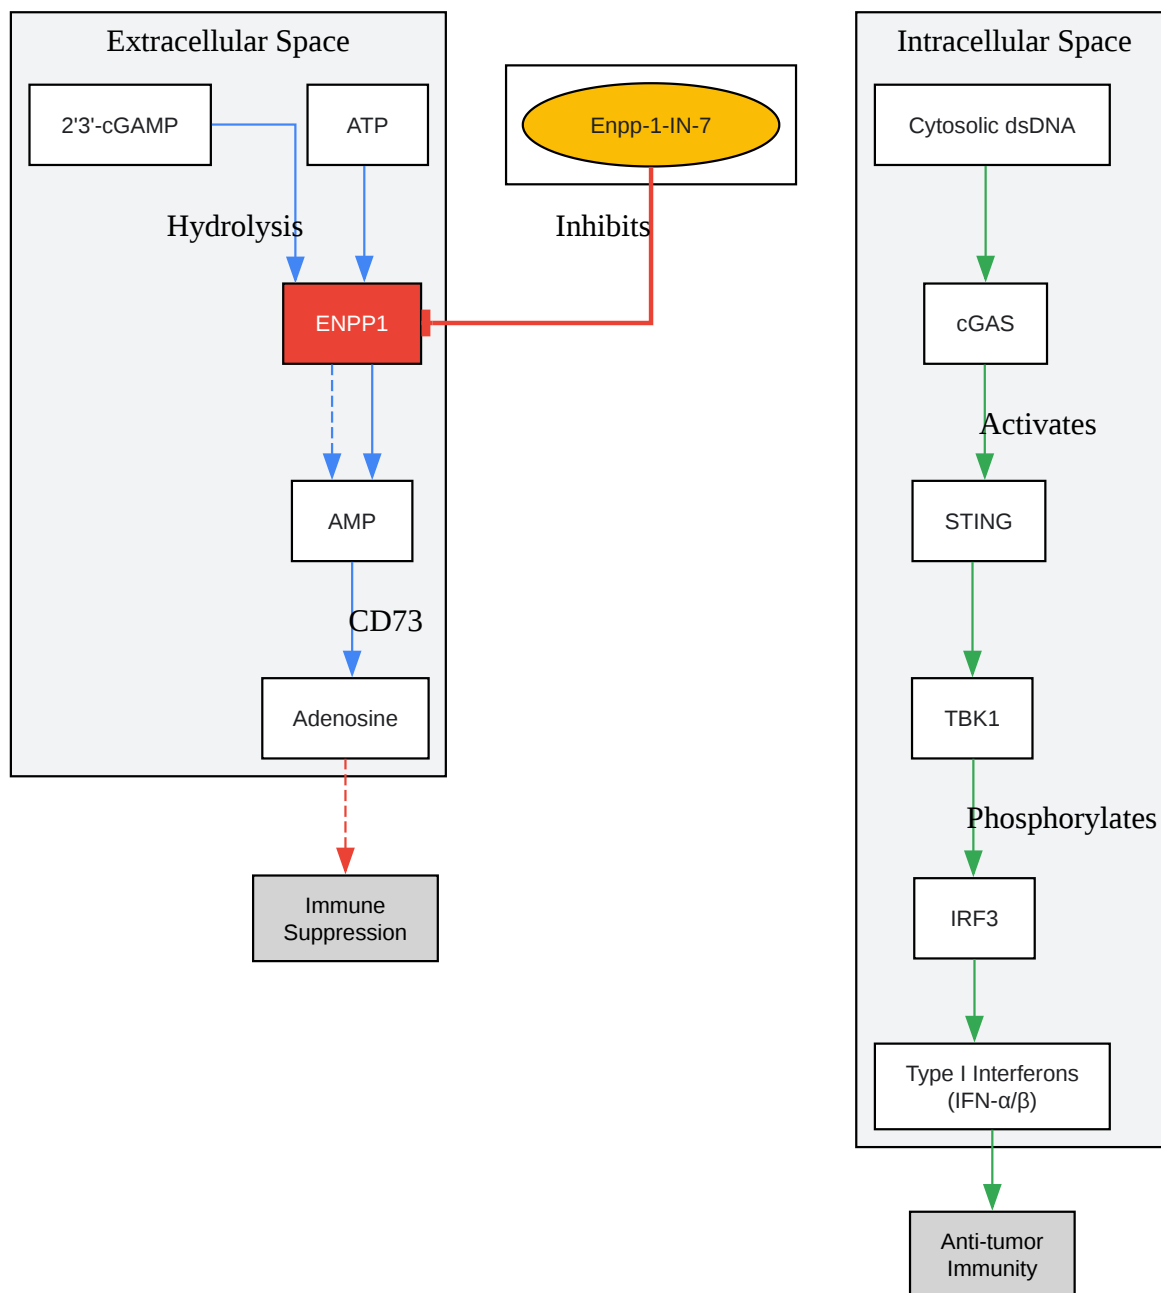 Extracellular Space
2'3'-cGAMP
ATP
Hydrolysis
ENPP1
AMP
CD73
Adenosine
Immune
Suppression
Enpp-1-IN-7
Inhibits
Intracellular Space
Cytosolic dsDNA
cGAS
Activates
STING
TBK1
Phosphorylates
IRF3
Type I Interferons
(IFN-α/β)
Anti-tumor
Immunity